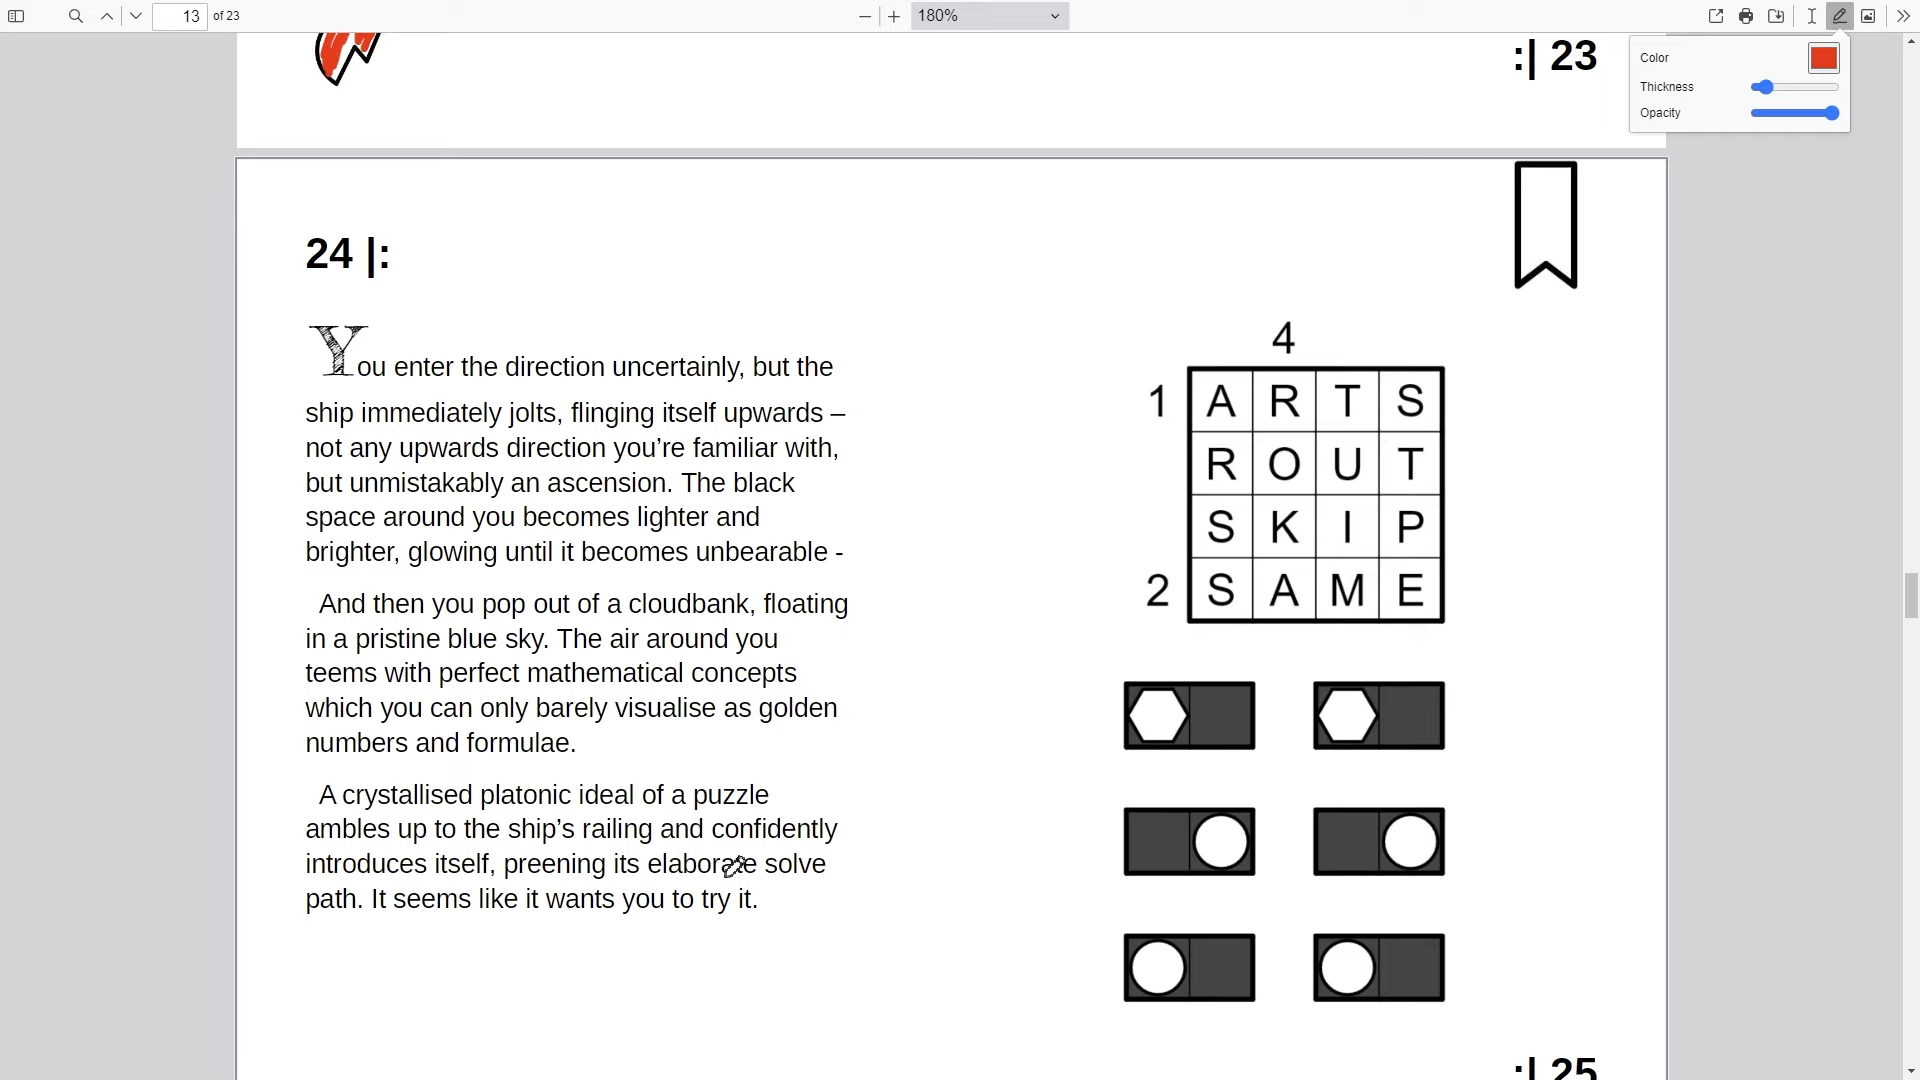 13 of 23
180%
Color
Thickness
Opacity
:| 23
24 |:
You enter the direction uncertainly, but the
ship immediately jolts, flinging itself upwards –
not any upwards direction you’re familiar with,
but unmistakably an ascension. The black
space around you becomes lighter and
brighter, glowing until it becomes unbearable -
And then you pop out of a cloudbank, floating
in a pristine blue sky. The air around you
teems with perfect mathematical concepts
which you can only barely visualise as golden
numbers and formulae.
A crystallised platonic ideal of a puzzle
ambles up to the ship’s railing and confidently
introduces itself, preening its elaborate solve
path. It seems like it wants you to try it.
4
1 A R T S
R O U T
S K I P
2 S A M E
:| 25